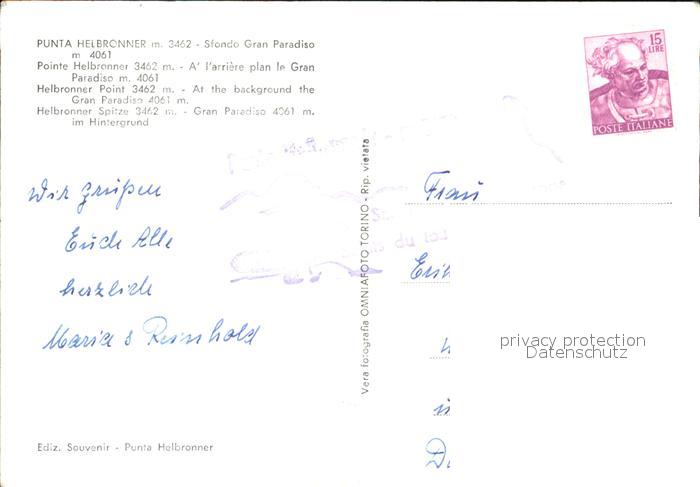 PUNTA HELBRONNER m. 3462 - Sfondo Gran Paradiso
m 4061
Pointe Helbronner 3462 m. - A' l'arrière plan le Gran
Paradiso m. 4061
Helbronner Point 3462 m. - At the background the
Gran Paradiso 4061 m.
Helbronner Spitze 3462 m. - Gran Paradiso 4061 m.
im Hintergrund
Wir grüßen
Euch Alle
herzlich
Maria & Reinhold
Ediz. Souvenir - Punta Helbronner
Vera fotografia OMNIAFOTO TORINO - Rip. vietata
15
LIRE
POSTE ITALIANE
Frau
privacy protection
Datenschutz